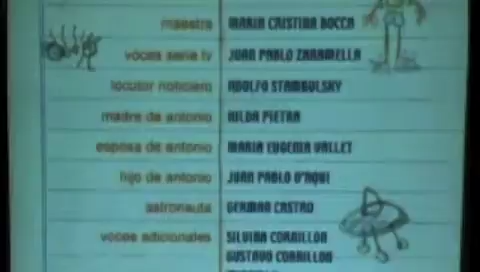 maestra MARIA CRISTINA BOCCA
voces serie tv JUAN PABLO ZARAMELLA
locutor noticiero ADOLFO STAMBULSKY
madre de antonio HILDA PIETRA
esposa de antonio MARIA EUGENIA VALLET
hijo de antonio JUAN PABLO D'AQUI
astronauta GERMAN CASTRO
voces adicionales SILVINA CORNILLON
GUSTAVO CORNILLON